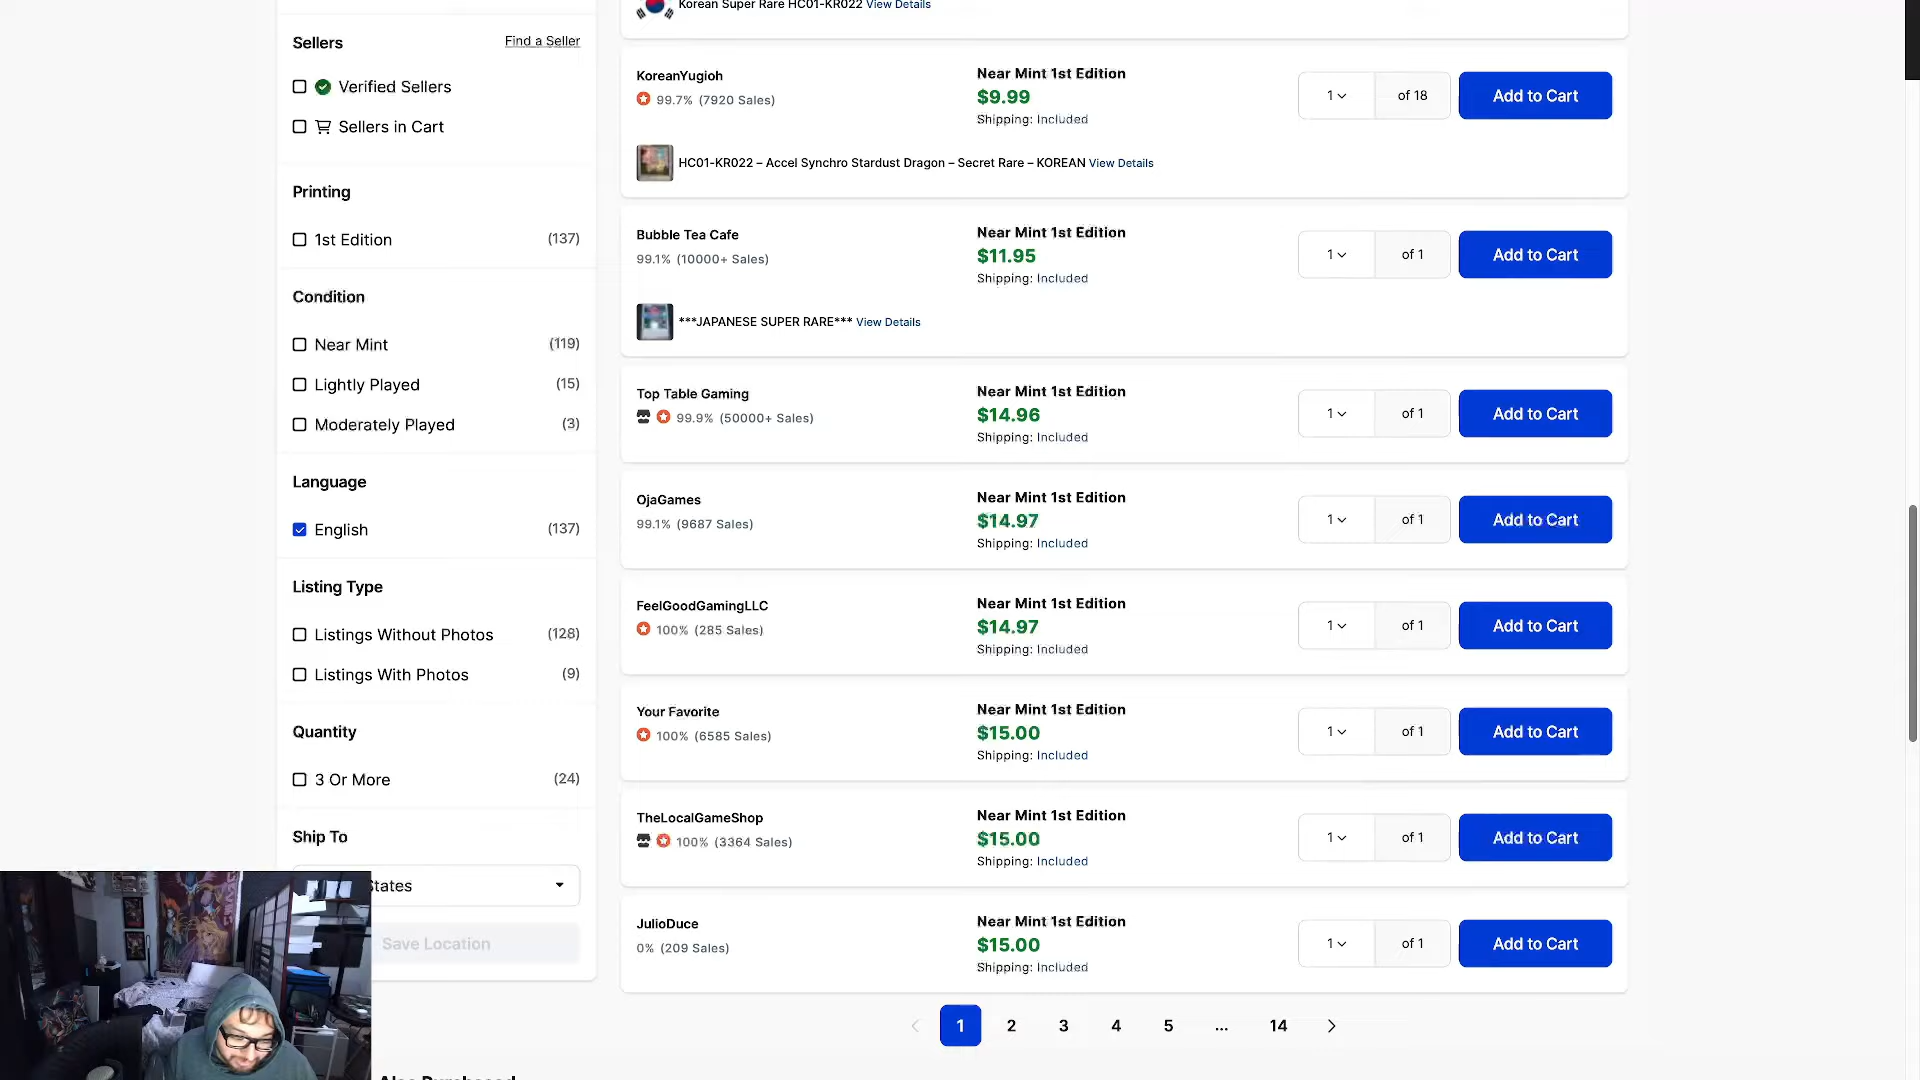 Korean Super Rare HC01-KR022 View Details
Sellers
Find a Seller
Verified Sellers
Sellers in Cart
Printing
1st Edition (137)
Condition
Near Mint (119)
Lightly Played (15)
Moderately Played (3)
Language
English (137)
Listing Type
Listings Without Photos (128)
Listings With Photos (9)
Quantity
3 Or More (24)
Ship To
States
Save Location
KoreanYugioh
99.7% (7920 Sales)
Near Mint 1st Edition
$9.99
Shipping: Included
1 of 18
Add to Cart
HC01-KR022 – Accel Synchro Stardust Dragon – Secret Rare – KOREAN View Details
Bubble Tea Cafe
99.1% (10000+ Sales)
Near Mint 1st Edition
$11.95
Shipping: Included
1 of 1
Add to Cart
***JAPANESE SUPER RARE*** View Details
Top Table Gaming
99.9% (50000+ Sales)
Near Mint 1st Edition
$14.96
Shipping: Included
1 of 1
Add to Cart
OjaGames
99.1% (9687 Sales)
Near Mint 1st Edition
$14.97
Shipping: Included
1 of 1
Add to Cart
FeelGoodGamingLLC
100% (285 Sales)
Near Mint 1st Edition
$14.97
Shipping: Included
1 of 1
Add to Cart
Your Favorite
100% (6585 Sales)
Near Mint 1st Edition
$15.00
Shipping: Included
1 of 1
Add to Cart
TheLocalGameShop
100% (3364 Sales)
Near Mint 1st Edition
$15.00
Shipping: Included
1 of 1
Add to Cart
JulioDuce
0% (209 Sales)
Near Mint 1st Edition
$15.00
Shipping: Included
1 of 1
Add to Cart
1 2 3 4 5 ... 14
Also Purchased